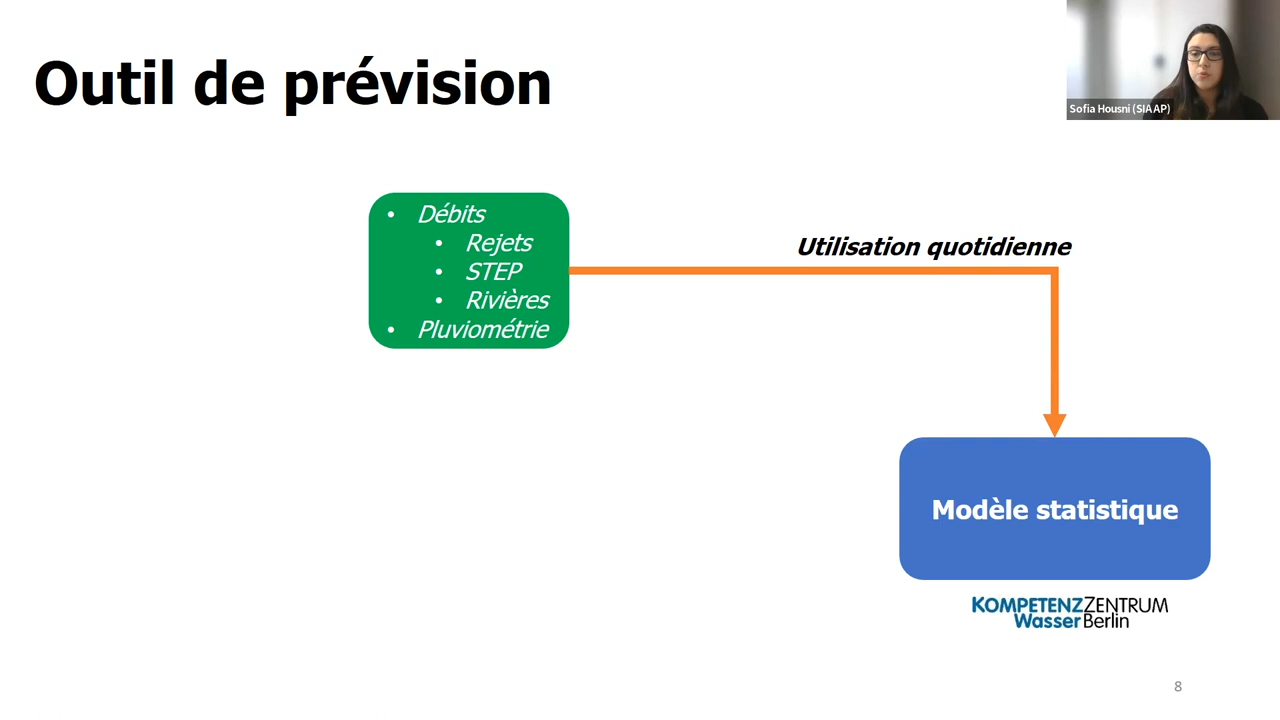 Outil de prévision
Sofia Housni (SIAAP)
• Débits
• Rejets
• STEP
• Rivières
• Pluviométrie
Utilisation quotidienne
Modèle statistique
KOMPETENZZENTRUM
Wasser Berlin
8